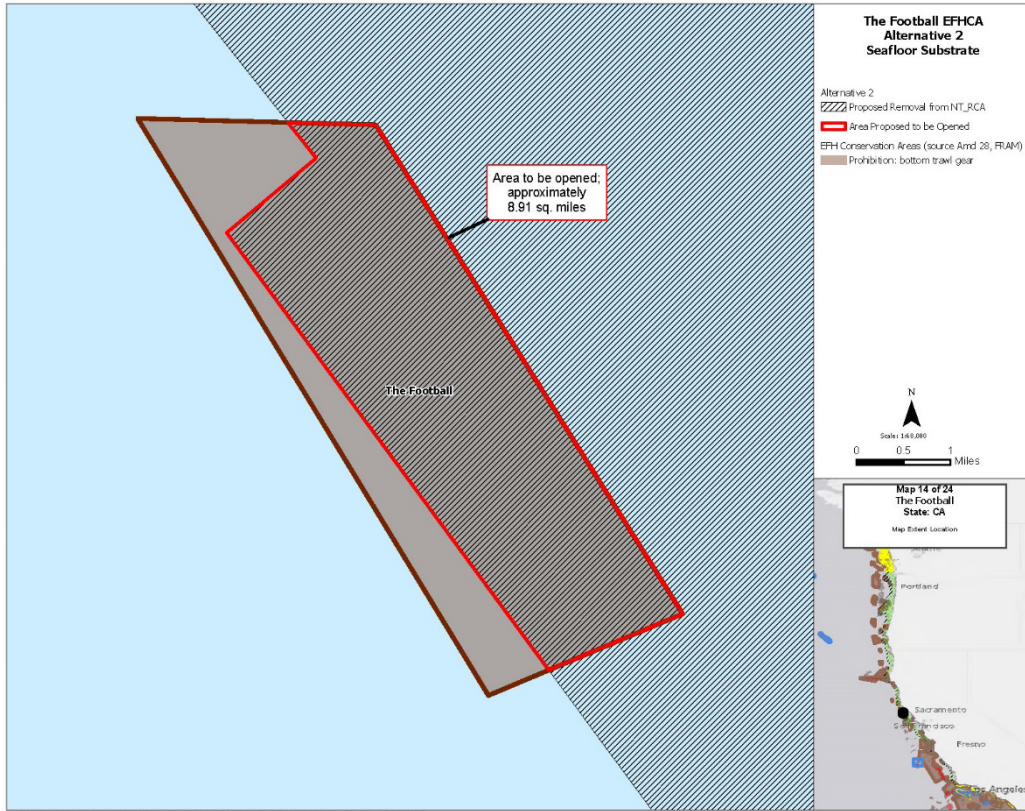 The Football EFHCA
Alternative 2
Seafloor Substrate
Alternative 2
Proposed Removal from NT_RCA
Area Proposed to be Opened
EFH Conservation Areas (source Amd 28, FRAM)
Prohibition: bottom trawl gear
Area to be opened;
approximately
8.91 sq. miles
The Football
N
0 0.5 1
Miles
Map 14 of 24
The Football
State: CA
Map Extent Location
Portland
Sacramento
Fresno